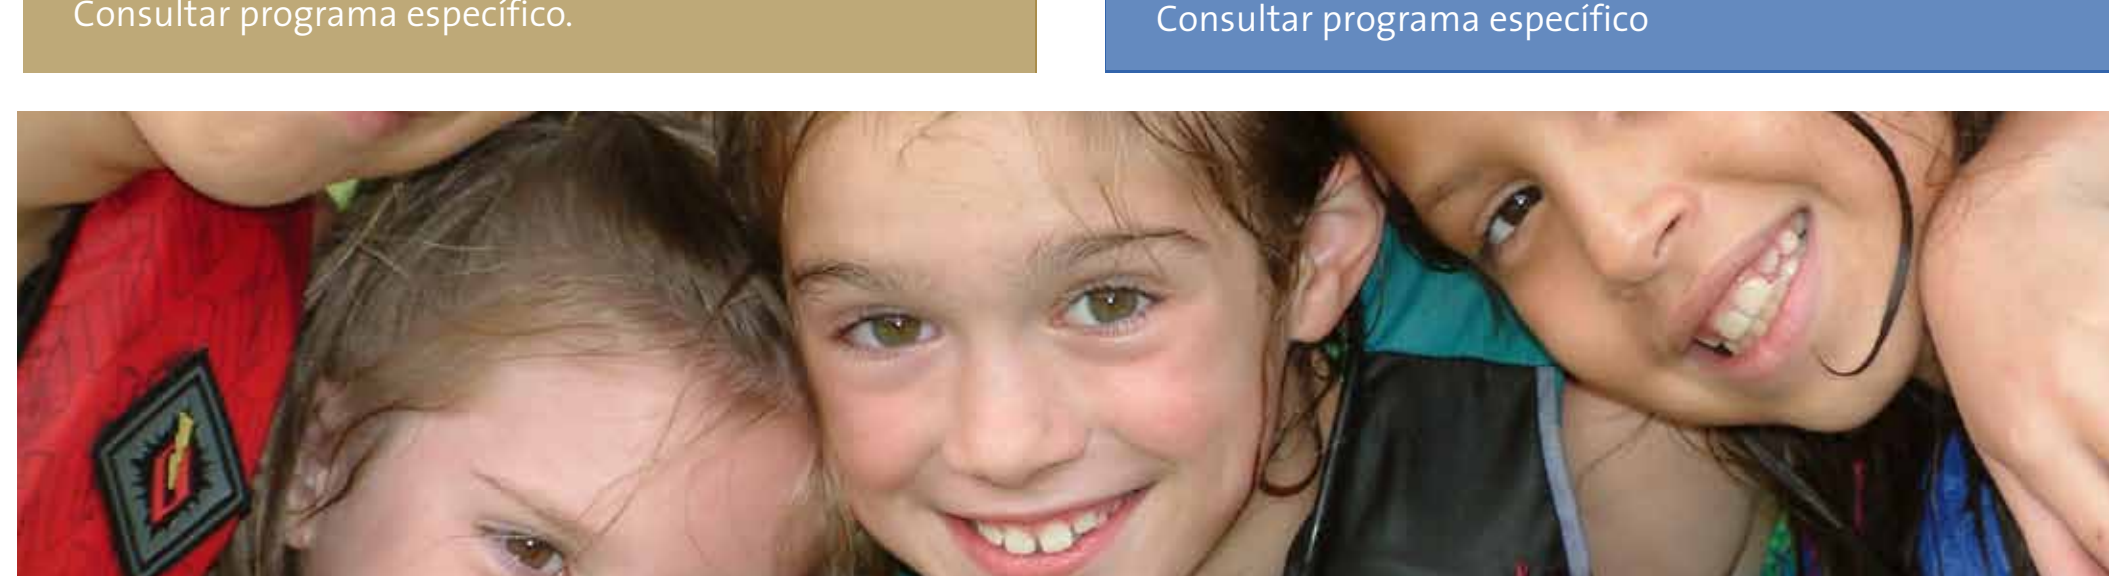 Consultar programa específico.
Consultar programa específico